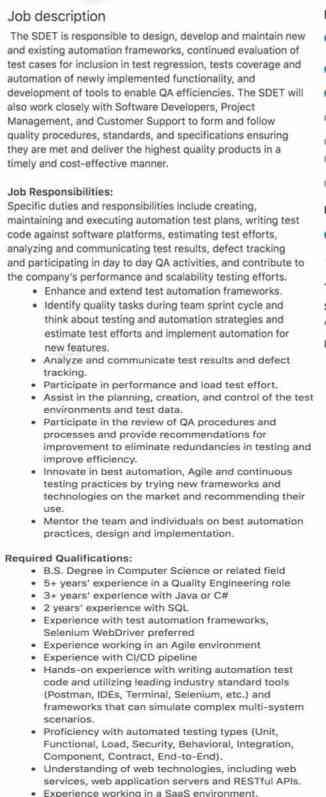 Job description
The SDET is responsible to design, develop and maintain new
and existing automation frameworks, continued evaluation of
test cases for inclusion in test regression, tests coverage and
automation of newly implemented functionality, and
development of tools to enable QA efficiencies. The SDET will
also work closely with Software Developers, Project
Management, and Customer Support to form and follow
quality procedures, standards, and specifications ensuring
they are met and deliver the highest quality products in a
timely and cost-effective manner.
Job Responsibilities:
Specific duties and responsibilities include creating,
maintaining and executing automation test plans, writing test
code against software platforms, estimating test efforts,
analyzing and communicating test results, defect tracking
and participating in day to day QA activities, and contribute to
the company's performance and scalability testing efforts.
• Enhance and extend test automation frameworks.
• Identify quality tasks during team sprint cycle and
think about testing and automation strategies and
estimate test efforts and implement automation for
new features.
• Analyze and communicate test results and defect
tracking.
• Participate in performance and load test effort.
• Assist in the planning, creation, and control of the test
environments and test data.
• Participate in the review of QA procedures and
processes and provide recommendations for
improvement to eliminate redundancies in testing and
improve efficiency.
• Innovate in best automation, Agile and continuous
testing practices by trying new frameworks and
technologies on the market and recommending their
use.
• Mentor the team and individuals on best automation
practices, design and implementation.
Required Qualifications:
• B.S. Degree in Computer Science or related field
• 5+ years' experience in a Quality Engineering role
• 3+ years' experience with Java or C#
• 2 years' experience with SQL
• Experience with test automation frameworks,
Selenium WebDriver preferred
• Experience working in an Agile environment
• Experience with CI/CD pipeline
• Hands-on experience with writing automation test
code and utilizing leading industry standard tools
(Postman, IDEs, Terminal, Selenium, etc.) and
frameworks that can simulate complex multi-system
scenarios.
• Proficiency with automated testing types (Unit,
Functional, Load, Security, Behavioral, Integration,
Component, Contract, End-to-End).
• Understanding of web technologies, including web
services, web application servers and RESTful APIs.
• Experience working in a SaaS environment.